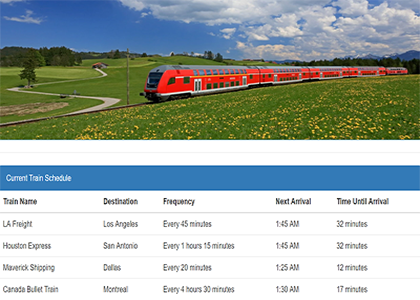 Current Train Schedule
Train Name Destination Frequency Next Arrival Time Until Arrival
LA Freight Los Angeles Every 45 minutes 1:45 AM 32 minutes
Houston Express San Antonio Every 1 hours 15 minutes 1:45 AM 32 minutes
Maverick Shipping Dallas Every 20 minutes 1:25 AM 12 minutes
Canada Bullet Train Montreal Every 4 hours 30 minutes 1:30 AM 17 minutes